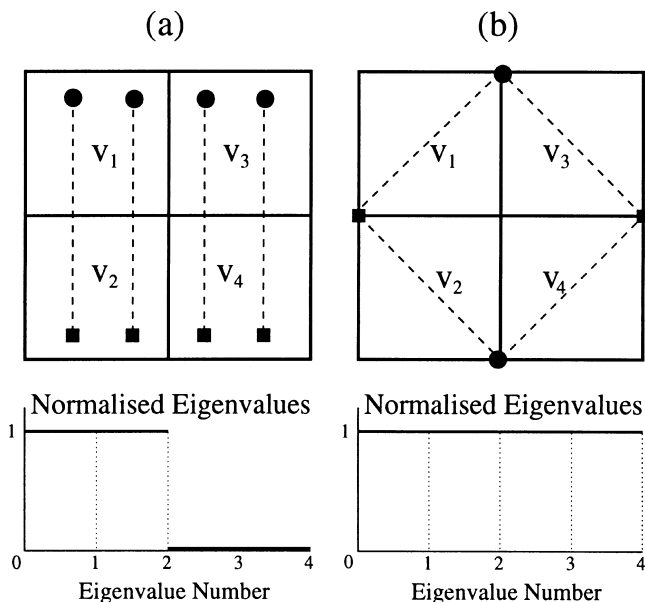 (a)
(b)
V1
V3
V2
V4
V1
V3
V2
V4
Normalised Eigenvalues
1
0 1 2 3 4
Eigenvalue Number
Normalised Eigenvalues
1
0 1 2 3 4
Eigenvalue Number